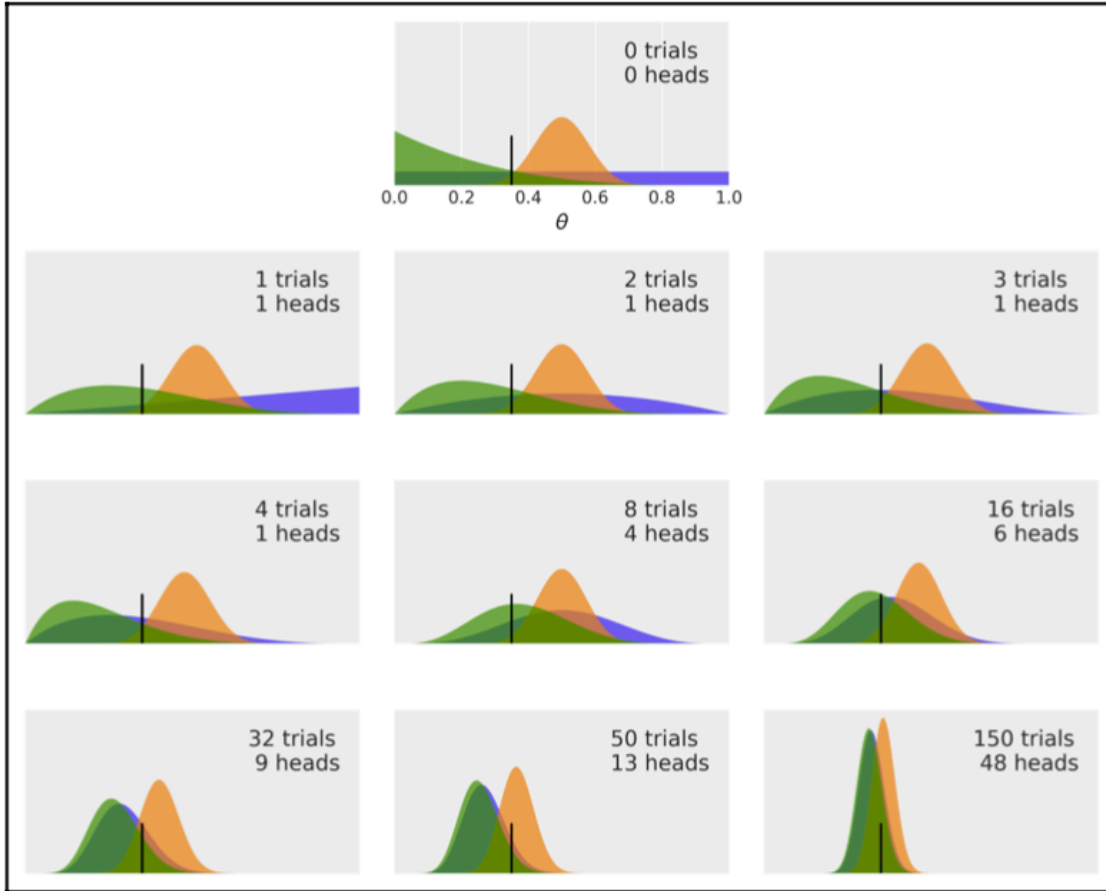 0 trials
0 heads
0.0 0.2 0.4 0.6 0.8 1.0
θ
1 trials
1 heads
2 trials
1 heads
3 trials
1 heads
4 trials
1 heads
8 trials
4 heads
16 trials
6 heads
32 trials
9 heads
50 trials
13 heads
150 trials
48 heads